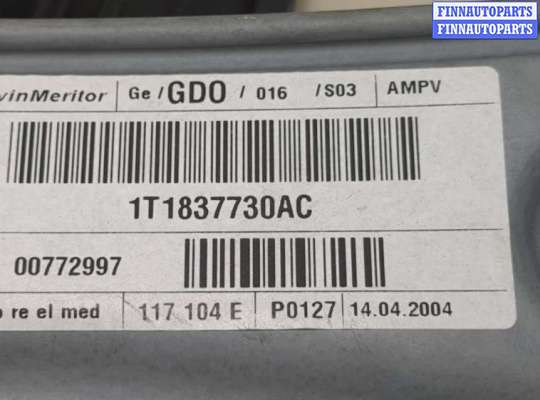 FINNAUTOPARTS
FINNAUTOPARTS
vinMeritor Ge / GDO / 016 / S03 AMPV
1T1837730AC
00772997
re el med 117 104 E P0127 14.04.2004